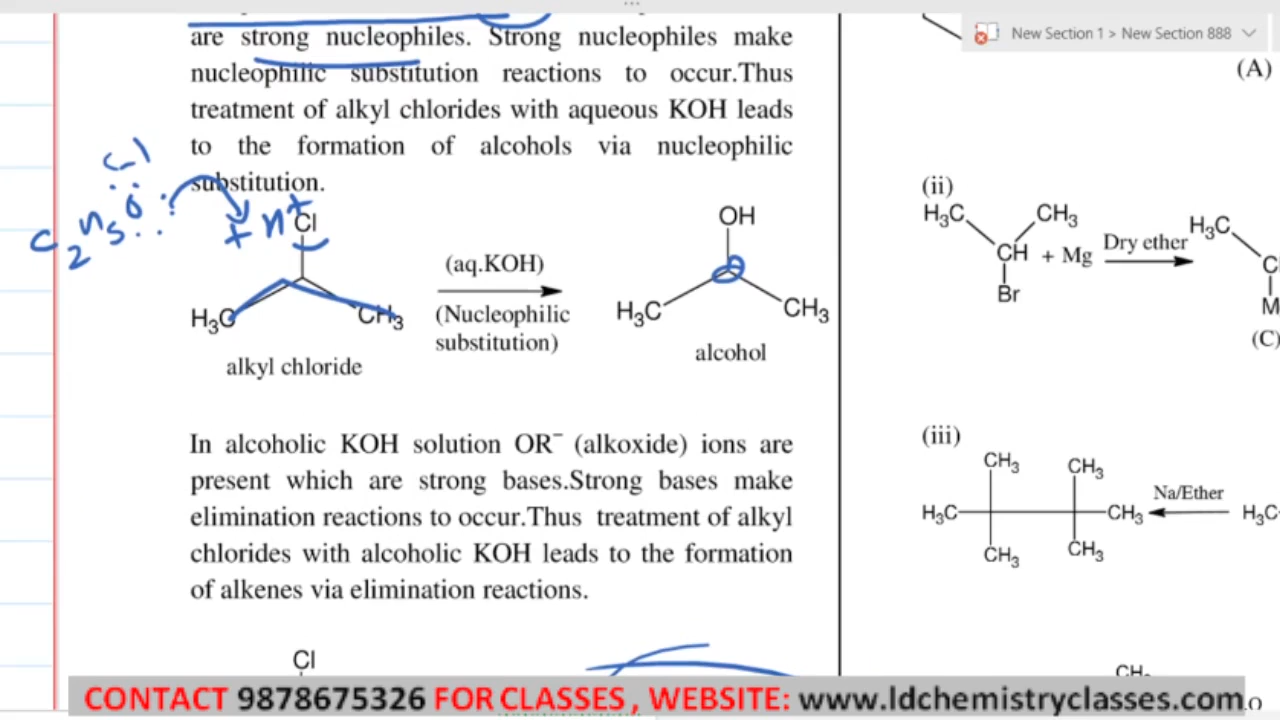 New Section 1 > New Section 888
are strong nucleophiles. Strong nucleophiles make
nucleophilic substitution reactions to occur.Thus
treatment of alkyl chlorides with aqueous KOH leads
to the formation of alcohols via nucleophilic
substitution.
(-)
C2H5O
H+
Cl
H3C
CH3
alkyl chloride
(aq.KOH)
(Nucleophilic
substitution)
OH
H3C
CH3
alcohol
In alcoholic KOH solution OR⁻ (alkoxide) ions are
present which are strong bases.Strong bases make
elimination reactions to occur.Thus treatment of alkyl
chlorides with alcoholic KOH leads to the formation
of alkenes via elimination reactions.
Cl
(A)
(ii)
H3C
CH3
CH + Mg
Br
Dry ether
H3C
(C)
(iii)
CH3
CH3
H3C
CH3
CH3
CH3
Na/Ether
H3C
CONTACT 9878675326 FOR CLASSES , WEBSITE: www.ldchemistryclasses.com